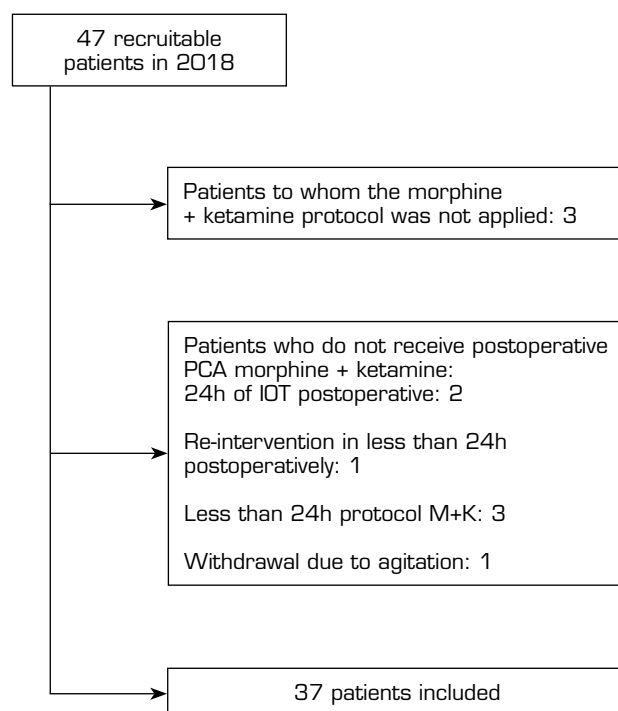 47 recruitable
patients in 2018
Patients to whom the morphine
+ ketamine protocol was not applied: 3
Patients who do not receive postoperative
PCA morphine + ketamine:
24h of IOT postoperative: 2
Re-intervention in less than 24h
postoperatively: 1
Less than 24h protocol M+K: 3
Withdrawal due to agitation: 1
37 patients included